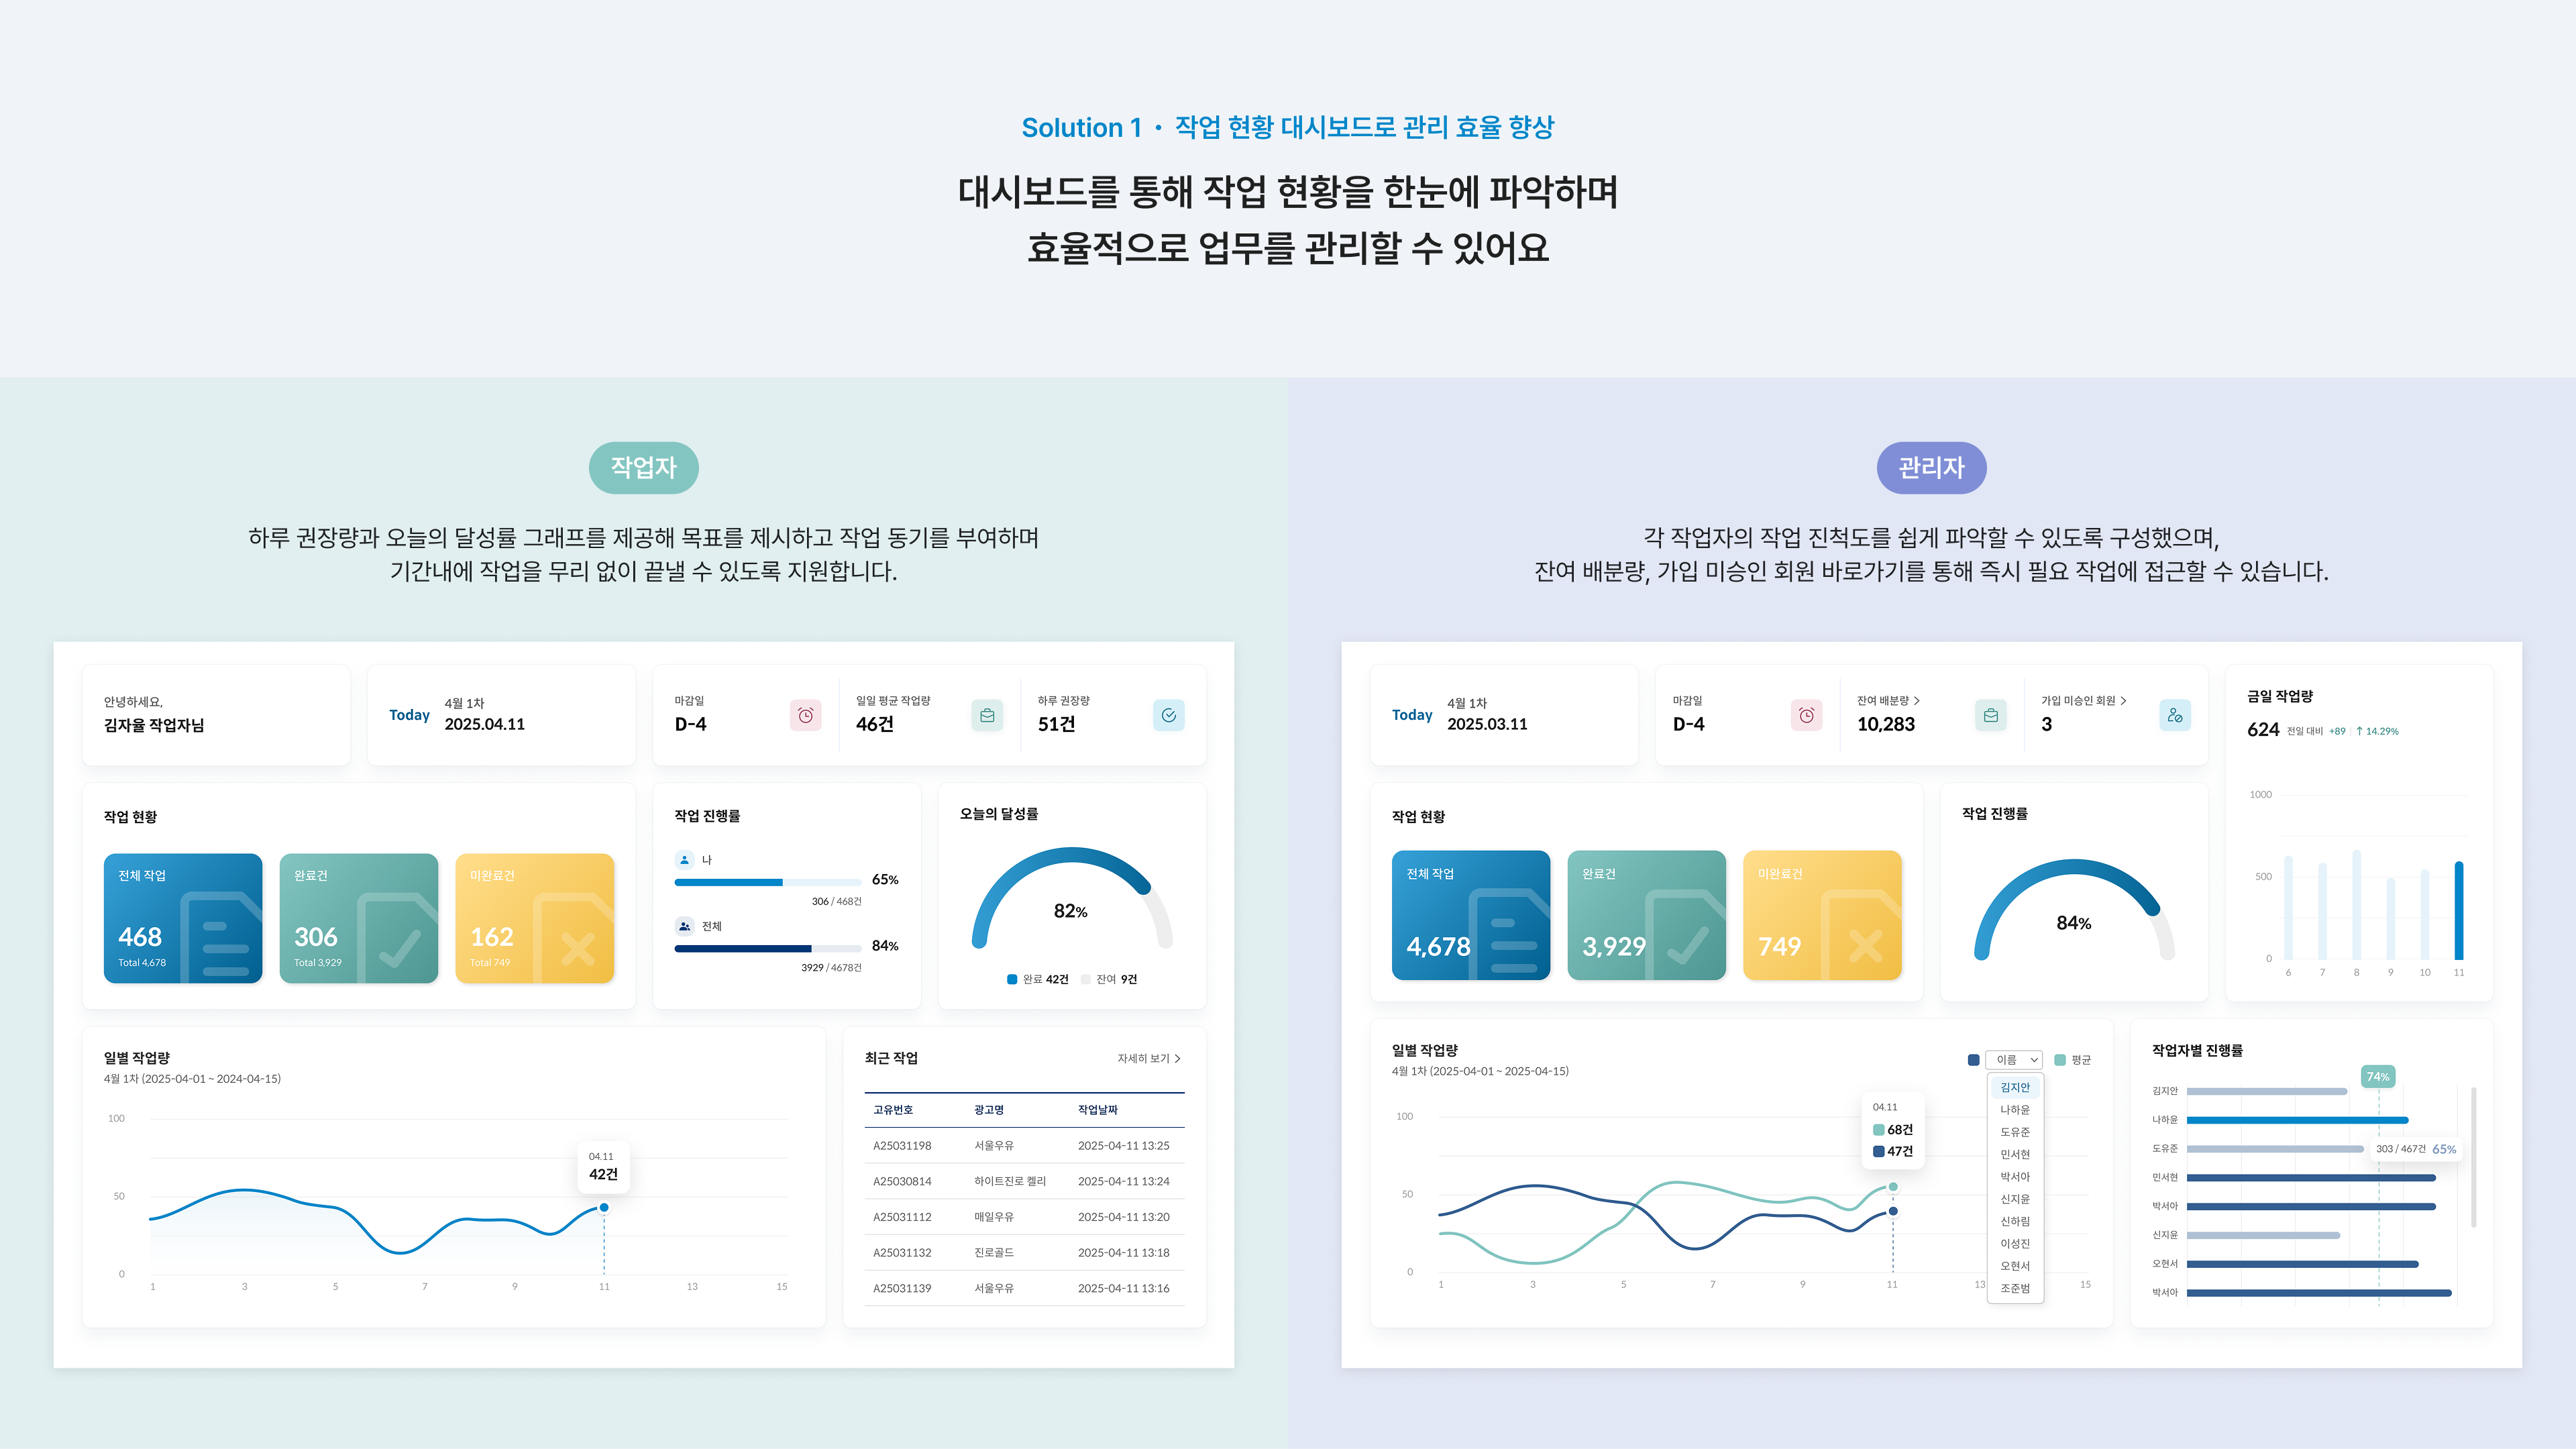 Solution 1 • 작업 현황 대시보드로 관리 효율 향상
대시보드를 통해 작업 현황을 한눈에 파악하며
효율적으로 업무를 관리할 수 있어요
작업자
하루 권장량과 오늘의 달성률 그래프를 제공해 목표를 제시하고 작업 동기를 부여하며
기간내에 작업을 무리 없이 끝낼 수 있도록 지원합니다.
안녕하세요,
김자율 작업자님
Today
4월 1차
2025.04.11
마감일
D-4
일일 평균 작업량
46건
하루 권장량
51건
작업 현황
전체 작업
468
Total 4,678
완료건
306
Total 3,929
미완료건
162
Total 749
작업 진행률
나
65%
306 / 468건
전체
84%
3929 / 4678건
오늘의 달성률
82%
완료 42건
잔여 9건
일별 작업량
4월 1차 (2025-04-01 ~ 2024-04-15)
100
50
0
04.11
42건
1 3 5 7 9 11 13 15
최근 작업
자세히 보기 >
고유번호 광고명 작업날짜
A25031198 서울우유 2025-04-11 13:25
A25030814 하이트진로 켈리 2025-04-11 13:24
A25031112 매일우유 2025-04-11 13:20
A25031132 진로골드 2025-04-11 13:18
A25031139 서울우유 2025-04-11 13:16
관리자
각 작업자의 작업 진척도를 쉽게 파악할 수 있도록 구성했으며,
잔여 배분량, 가입 미승인 회원 바로가기를 통해 즉시 필요 작업에 접근할 수 있습니다.
Today
4월 1차
2025.03.11
마감일
D-4
잔여 배분량 >
10,283
가입 미승인 회원 >
3
금일 작업량
624 전일 대비 +89 ↑ 14.29%
1000
500
0
6 7 8 9 10 11
작업 현황
전체 작업
4,678
완료건
3,929
미완료건
749
작업 진행률
84%
일별 작업량
4월 1차 (2025-04-01 ~ 2025-04-15)
이름
평균
김지안
나하윤
도유준
민서현
박서아
신지윤
신하림
이성진
오현서
조준범
100
50
0
04.11
68건
47건
1 3 5 7 9 11 13 15
작업자별 진행률
74%
김지안
나하윤
도유준
303 / 467건 65%
민서현
박서아
신지윤
오현서
박서아